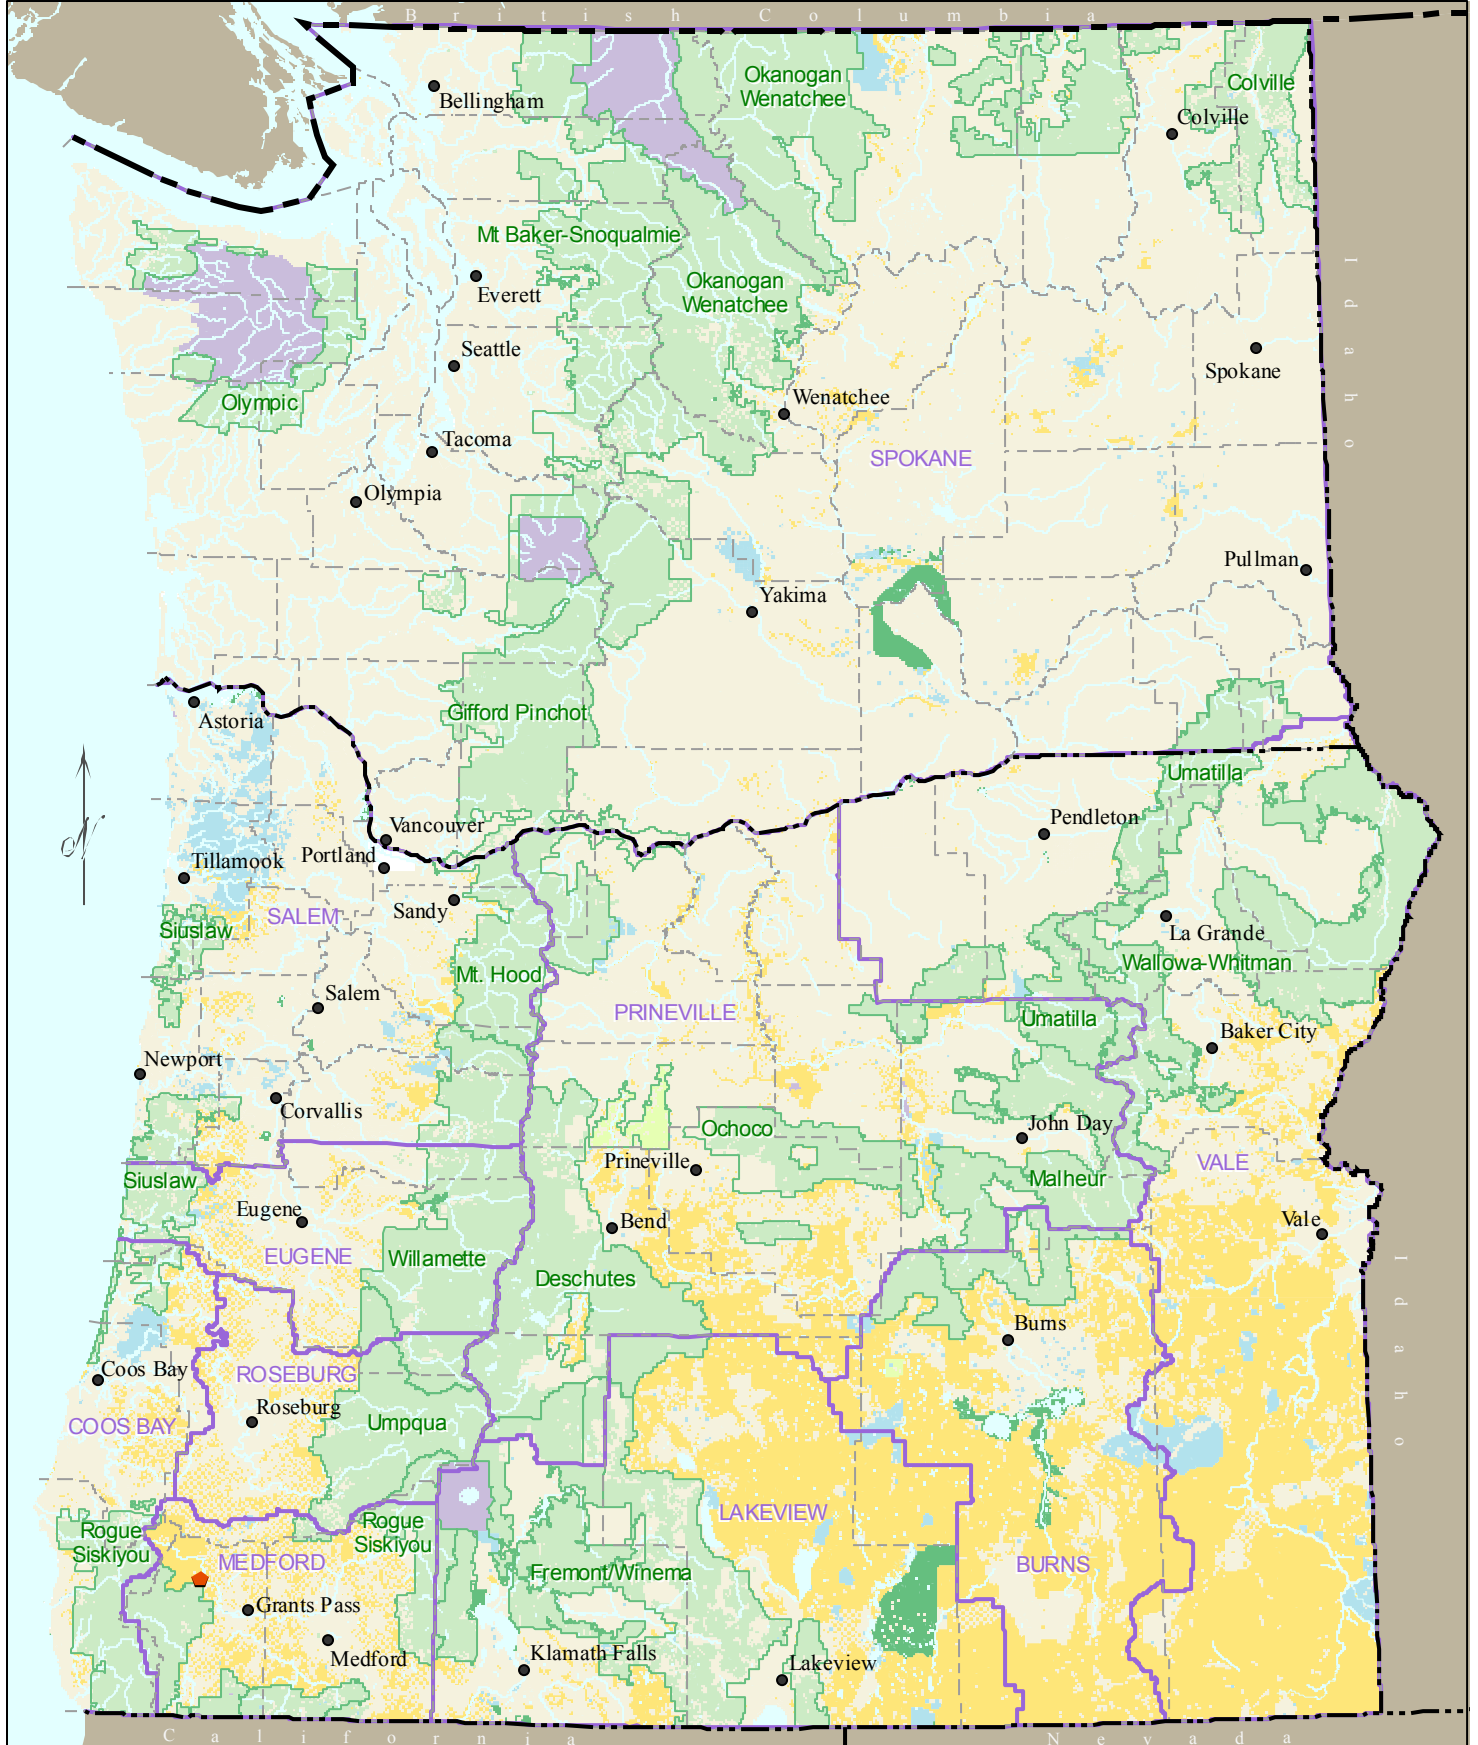 British Columbia
Okanogan
Wenatchee
Colville
Bellingham
Colville
Mt Baker-Snoqualmie
Okanogan
Wenatchee
Everett
Idaho
Seattle
Spokane
Olympic
Wenatchee
Tacoma
SPOKANE
Olympia
Pullman
Yakima
Gifford Pinchot
Astoria
Umatilla
Vancouver
Pendleton
Portland
Tillamook
Sandy
SALEM
Siuslaw
La Grande
Wallowa-Whitman
Mt. Hood
Salem
PRINEVILLE
Umatilla
Baker City
Newport
Corvallis
Ochoco
John Day
Prineville
VALE
Siuslaw
Malheur
Eugene
Bend
Vale
EUGENE
Willamette
Deschutes
Idaho
Burns
Coos Bay
ROSEBURG
Roseburg
COOS BAY
Umpqua
LAKEVIEW
Rogue
Siskiyou
Rogue
Siskiyou
MEDFORD
Fremont/Winema
BURNS
Grants Pass
Medford
Klamath Falls
Lakeview
California
Nevada